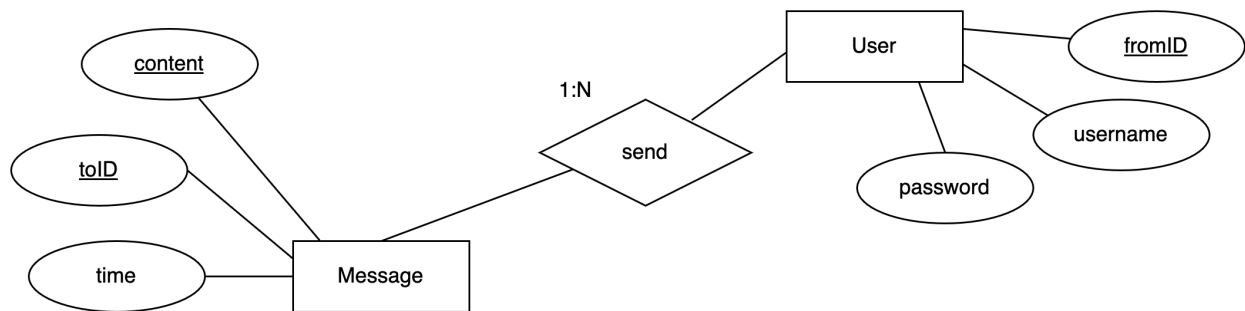 User
fromID
content
1:N
username
send
toID
password
time
Message